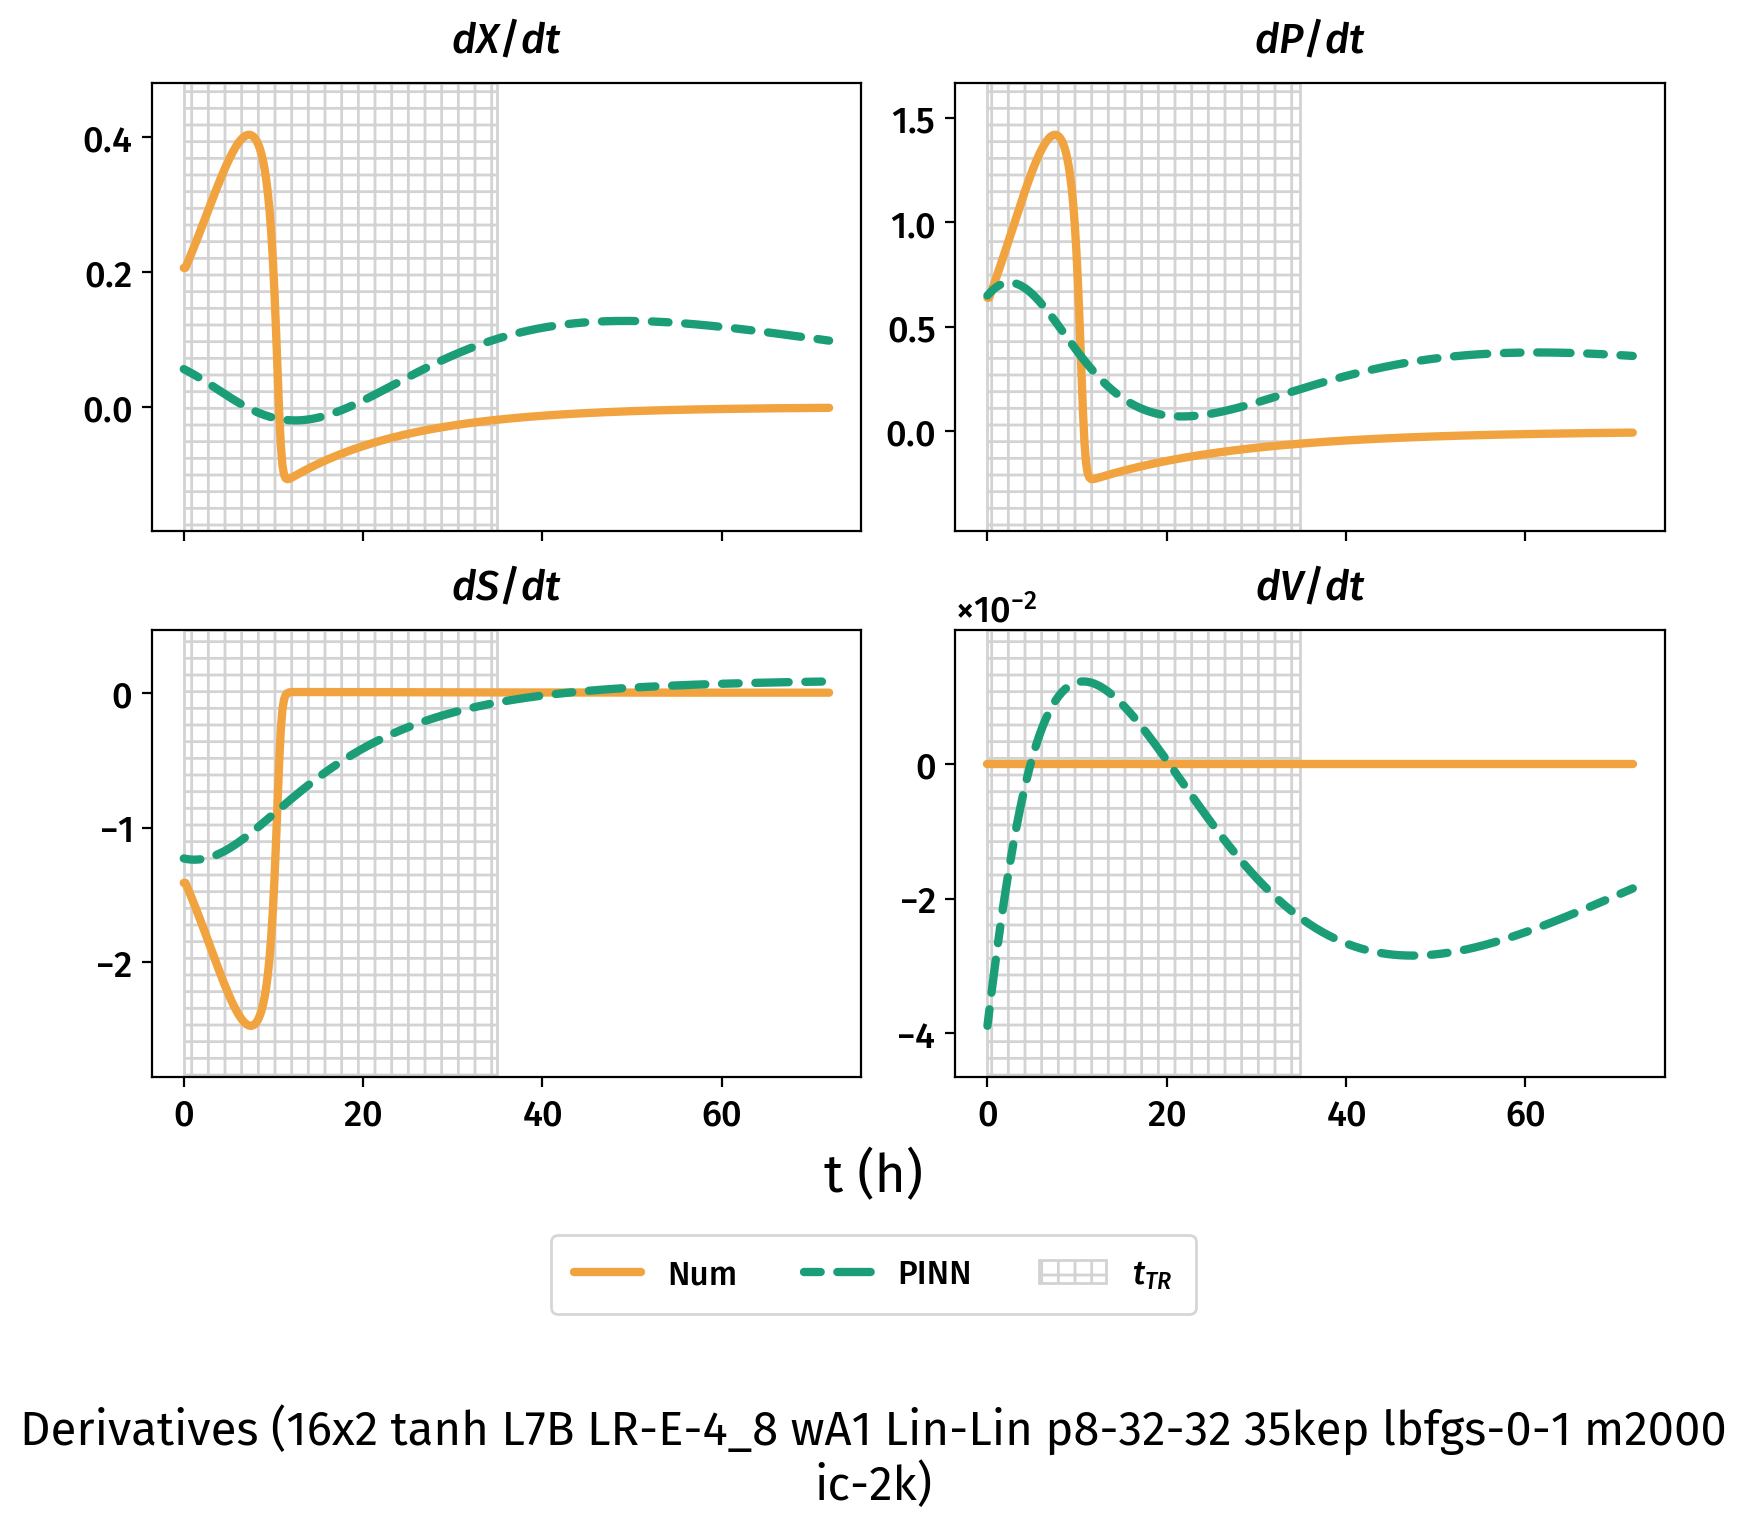 dX/dt
dP/dt
0.4
0.2
0.0
1.5
1.0
0.5
0.0
dS/dt
×10⁻² dV/dt
0
−1
−2
0
−2
−4
0 20 40 60
0 20 40 60
t (h)
Num PINN t_TR
Derivatives (16x2 tanh L7B LR-E-4_8 wA1 Lin-Lin p8-32-32 35kep lbfgs-0-1 m2000
ic-2k)